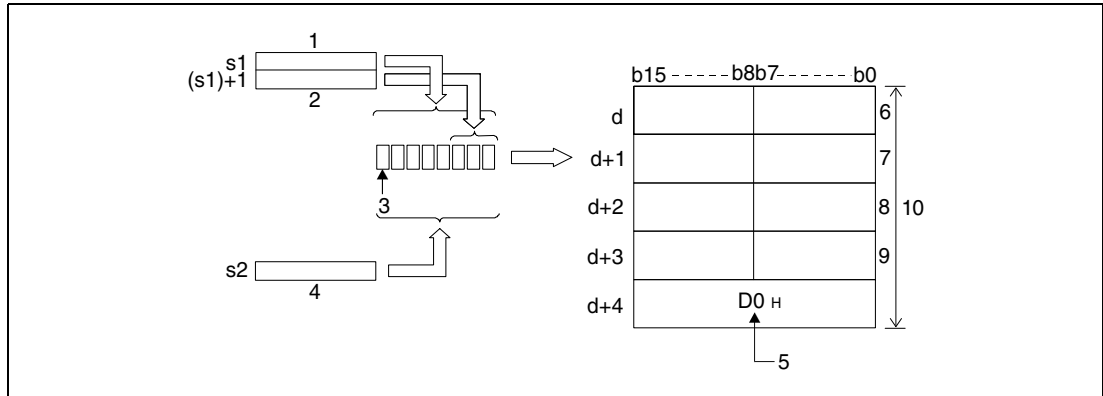 1
s1
(s1)+1
2
3
s2
4
b15 b8b7 b0
d 6
d+1 7
d+2 8 10
d+3 9
d+4 D0 H
5